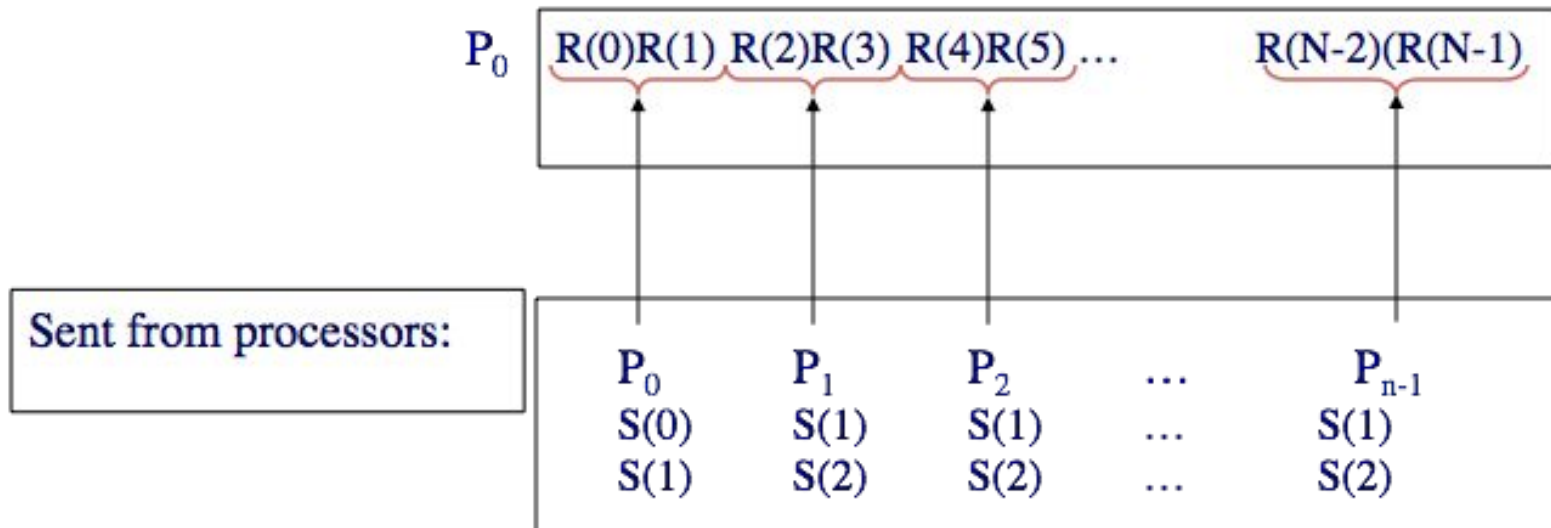 P0 R(0)R(1) R(2)R(3) R(4)R(5)... R(N-2)(R(N-1)
Sent from processors:
P0 P1 P2 ... Pn-1
S(0) S(1) S(1) ... S(1)
S(1) S(2) S(2) ... S(2)